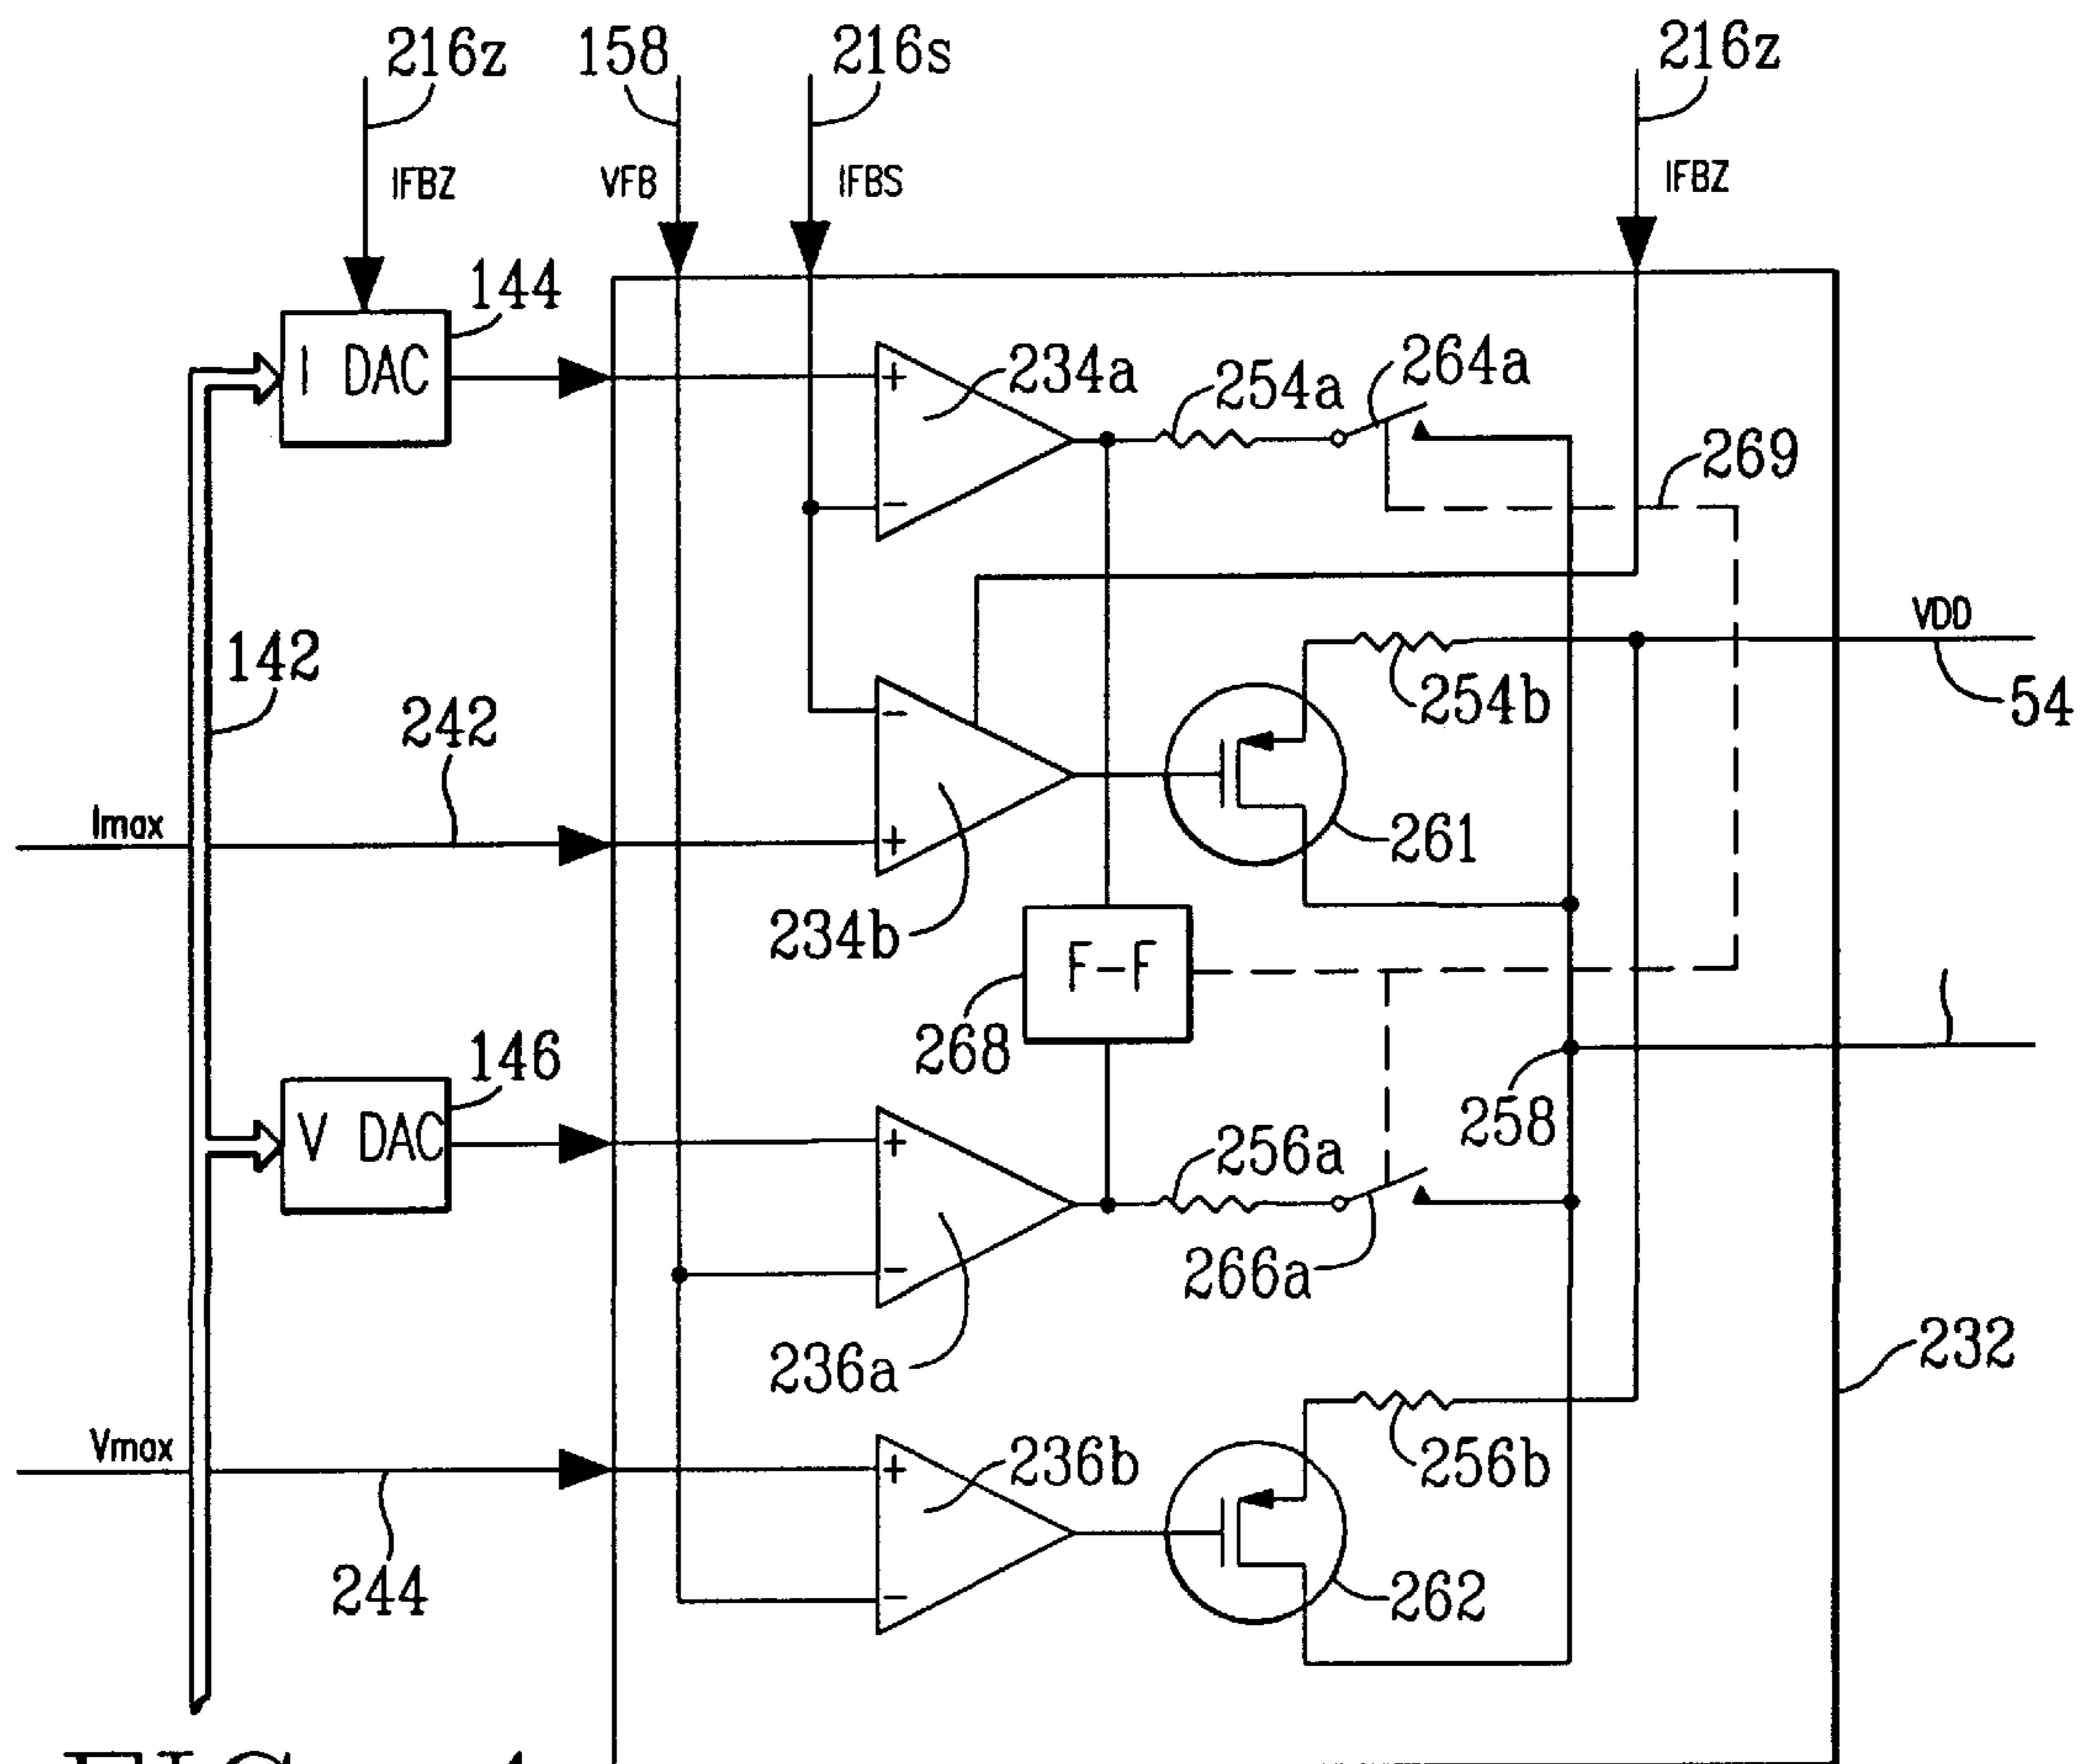 216z 158 216s 216z
IFBZ VFB IFBS IFBZ
144
I DAC
+
234a
254a
264a
−
269
142
VDD
242
−
254b
54
Imax
+
261
234b
F-F
268
146
258
V DAC
+
256a
−
266a
236a
232
Vmax
+
236b
256b
244
−
262